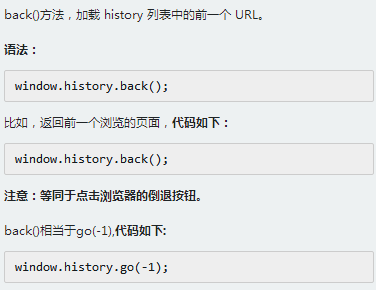 back()方法，加载 history 列表中的前一个 URL。
语法：
window.history.back();
比如，返回前一个浏览的页面，代码如下：
window.history.back();
注意：等同于点击浏览器的倒退按钮。
back()相当于go(-1),代码如下:
window.history.go(-1);